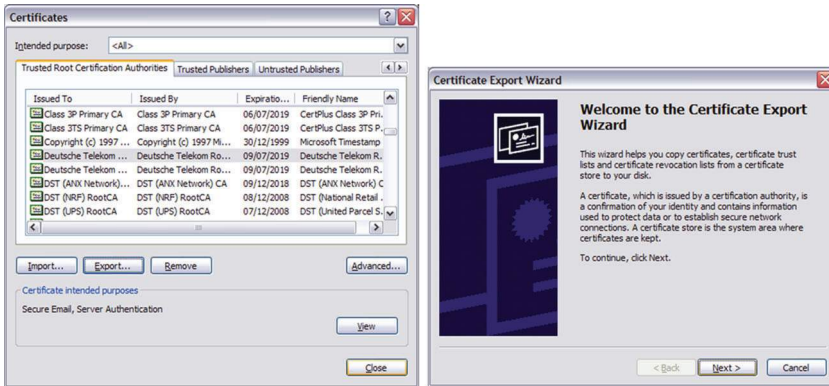 Certificates
Intended purpose: <All>
Trusted Root Certification Authorities Trusted Publishers Untrusted Publishers
Issued To Issued By Expiratio... Friendly Name
Class 3P Primary CA Class 3P Primary CA 06/07/2019 CertPlus Class 3P Pri.
Class 3TS Primary CA Class 3TS Primary CA 06/07/2019 CertPlus Class 3TS P.
Copyright (c) 1997 ... Copyright (c) 1997 Mi... 30/12/1999 Microsoft Timestamp
Deutsche Telekom ... Deutsche Telekom Ro... 09/07/2019 Deutsche Telekom R.
Deutsche Telekom ... Deutsche Telekom Ro... 09/07/2019 Deutsche Telekom R.
DST (ANX Network)... DST (ANX Network) CA 09/12/2018 DST (ANX Network) C
DST (NRF) RootCA DST (NRF) RootCA 08/12/2008 DST (National Retail .
DST (UPS) RootCA DST (UPS) RootCA 07/12/2008 DST (United Parcel S.
Import... Export... Remove Advanced...
Certificate intended purposes
Secure Email, Server Authentication
View
Close
Certificate Export Wizard
Welcome to the Certificate Export
Wizard
This wizard helps you copy certificates, certificate trust
lists and certificate revocation lists from a certificate
store to your disk.
A certificate, which is issued by a certification authority, is
a confirmation of your identity and contains information
used to protect data or to establish secure network
connections. A certificate store is the system area where
certificates are kept.
To continue, click Next.
< Back Next > Cancel